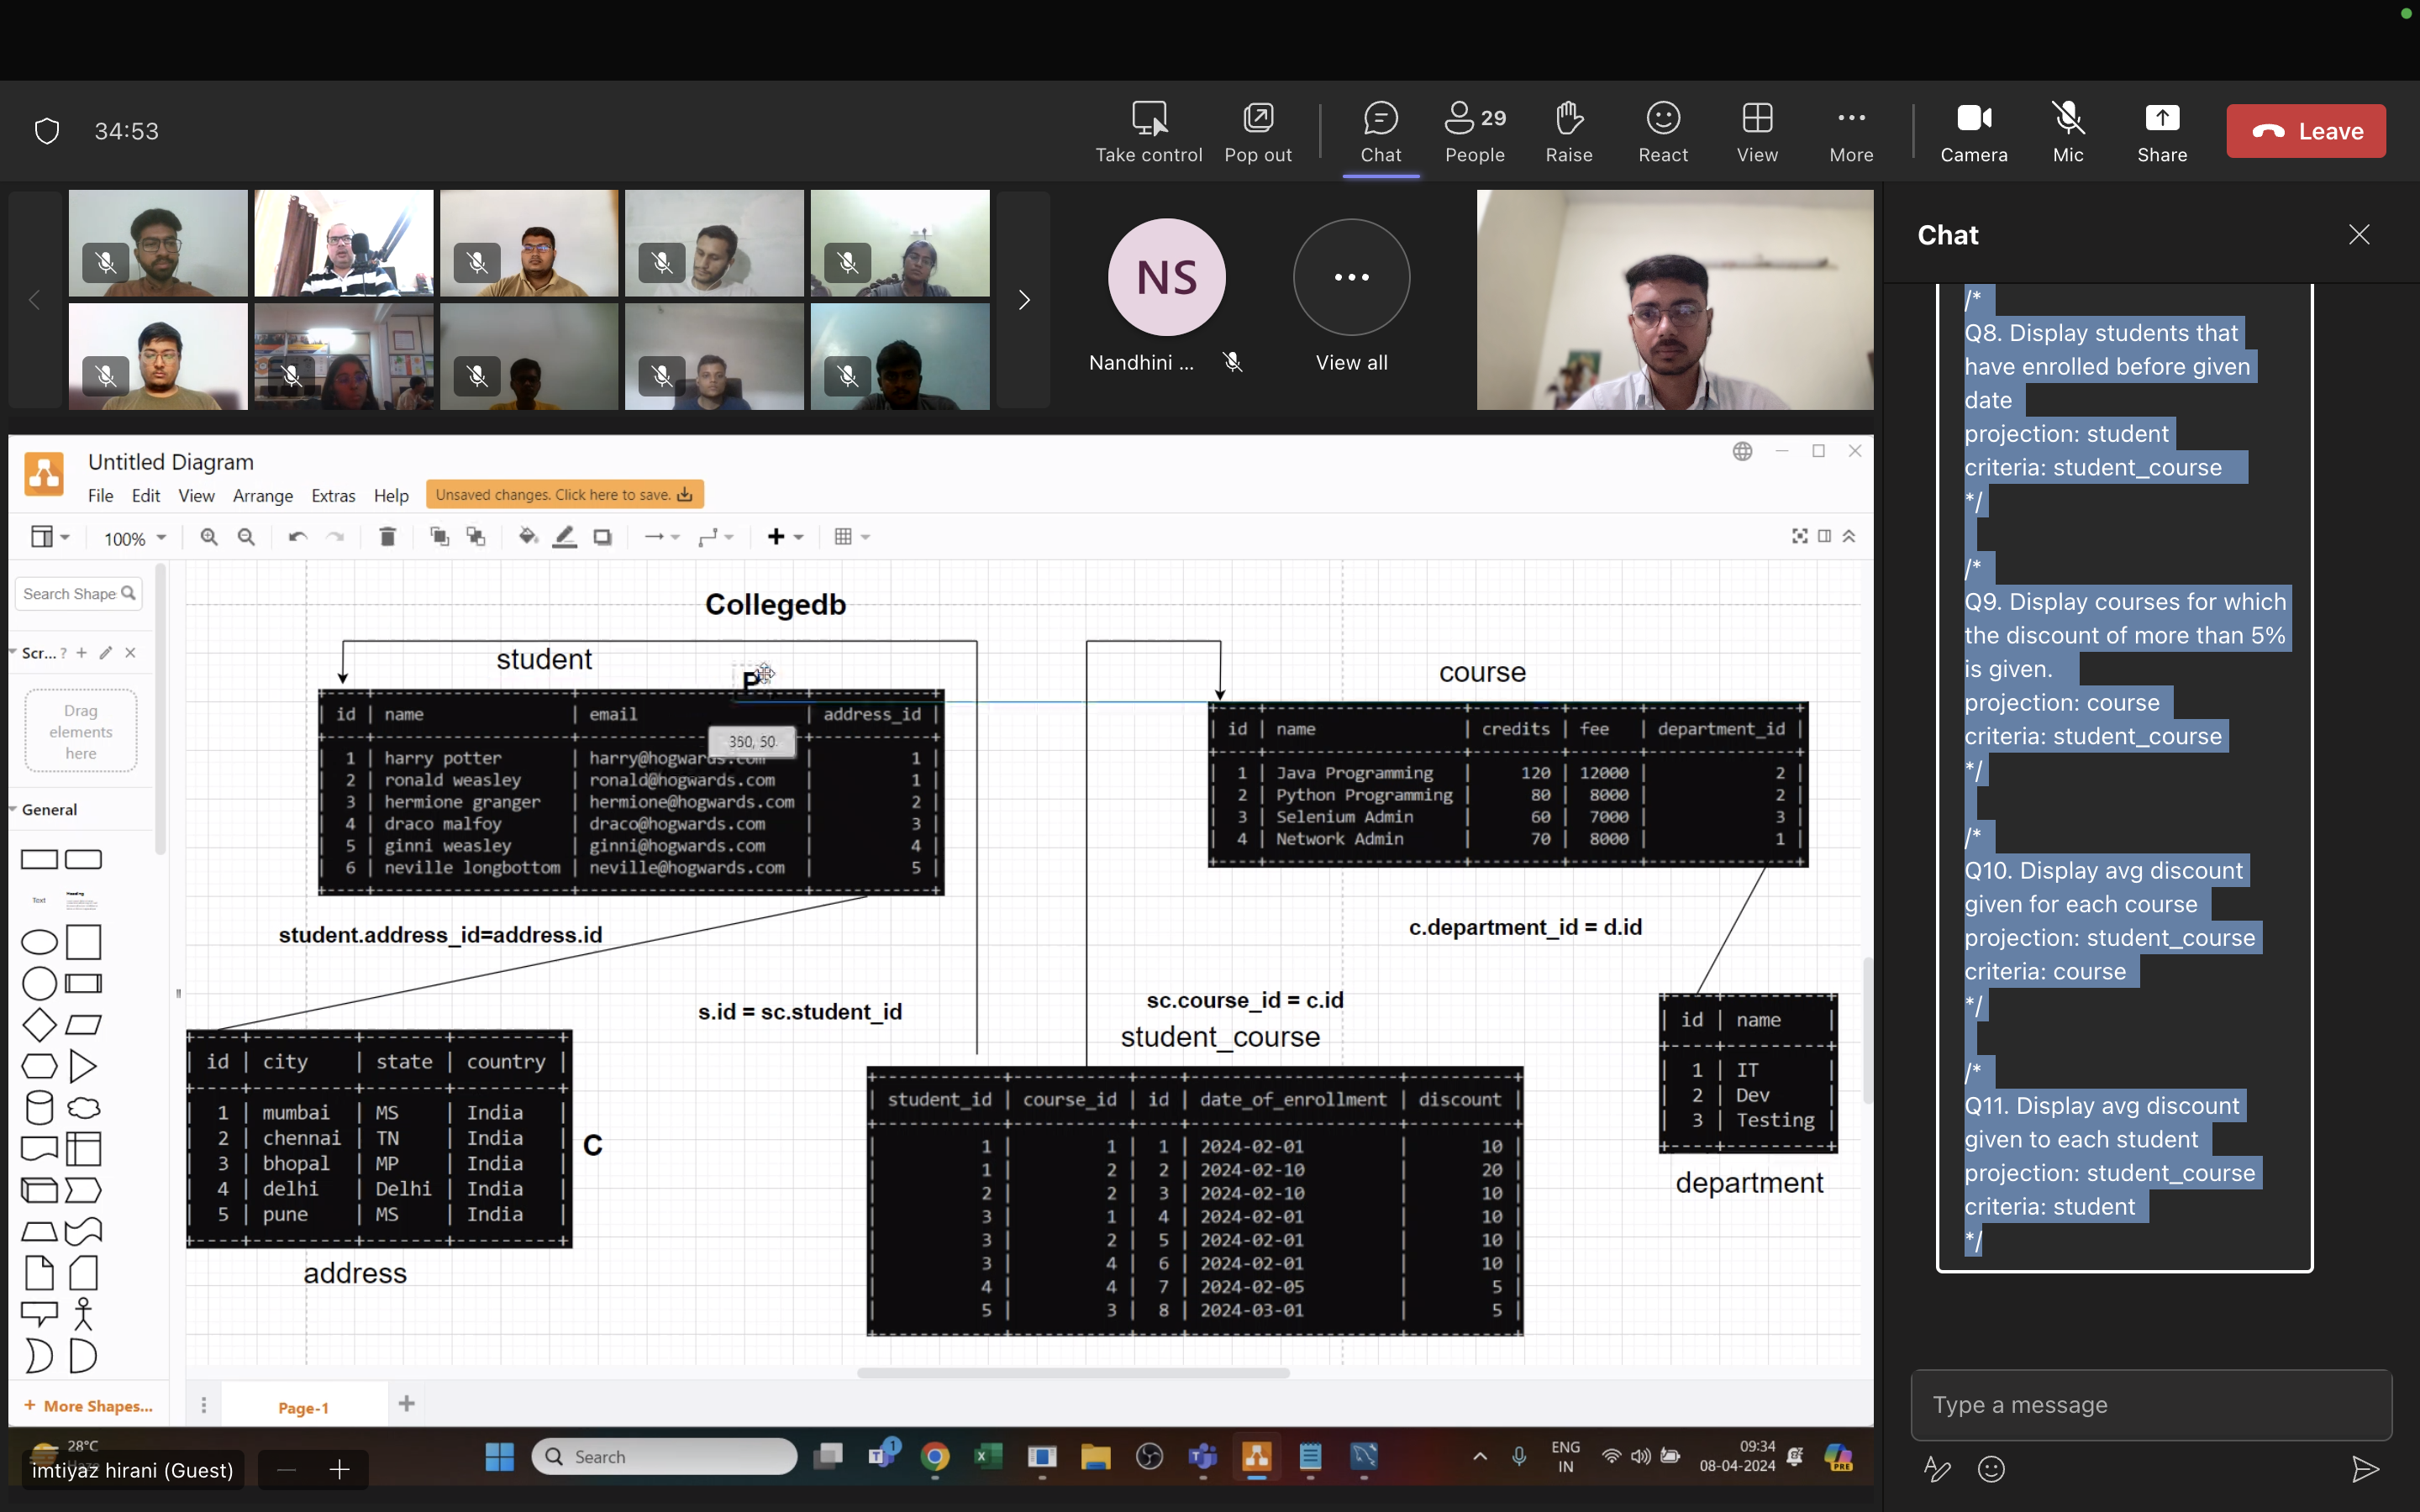 34:53
Take control
Pop out
Chat
29
People
Raise
React
View
More
Camera
Mic
Share
Leave
NS
Nandhini ...
View all
Chat
/*
Q8. Display students that
have enrolled before given
date
projection: student
criteria: student_course
*/
/*
Q9. Display courses for which
the discount of more than 5%
is given.
projection: course
criteria: student_course
*/
/*
Q10. Display avg discount
given for each course
projection: student_course
criteria: course
*/
/*
Q11. Display avg discount
given to each student
projection: student_course
criteria: student
*/
Type a message
Untitled Diagram
File Edit View Arrange Extras Help
Unsaved changes. Click here to save.
100%
Search Shape
Scr... ?
Drag
elements
here
General
Text
Heading
+ More Shapes...
Collegedb
student
P
350, 50
| id | name | email | address_id |
| 1 | harry potter | harry@hogwards.com | 1 |
| 2 | ronald weasley | ronald@hogwards.com | 1 |
| 3 | hermione granger | hermione@hogwards.com | 2 |
| 4 | draco malfoy | draco@hogwards.com | 3 |
| 5 | ginni weasley | ginni@hogwards.com | 4 |
| 6 | neville longbottom | neville@hogwards.com | 5 |
course
| id | name | credits | fee | department_id |
| 1 | Java Programming | 120 | 12000 | 2 |
| 2 | Python Programming | 80 | 8000 | 2 |
| 3 | Selenium Admin | 60 | 7000 | 3 |
| 4 | Network Admin | 70 | 8000 | 1 |
student.address_id=address.id
c.department_id = d.id
s.id = sc.student_id
sc.course_id = c.id
| id | city | state | country |
| 1 | mumbai | MS | India |
| 2 | chennai | TN | India |
| 3 | bhopal | MP | India |
| 4 | delhi | Delhi | India |
| 5 | pune | MS | India |
C
address
student_course
| student_id | course_id | id | date_of_enrollment | discount |
| 1 | 1 | 1 | 2024-02-01 | 10 |
| 1 | 2 | 2 | 2024-02-10 | 20 |
| 2 | 2 | 3 | 2024-02-10 | 10 |
| 3 | 1 | 4 | 2024-02-01 | 10 |
| 3 | 2 | 5 | 2024-02-01 | 10 |
| 3 | 4 | 6 | 2024-02-01 | 10 |
| 4 | 4 | 7 | 2024-02-05 | 5 |
| 5 | 3 | 8 | 2024-03-01 | 5 |
| id | name |
| 1 | IT |
| 2 | Dev |
| 3 | Testing |
department
Page-1
28°C
imtiyaz hirani (Guest)
Search
1
ENG
IN
09:34
08-04-2024
PRE